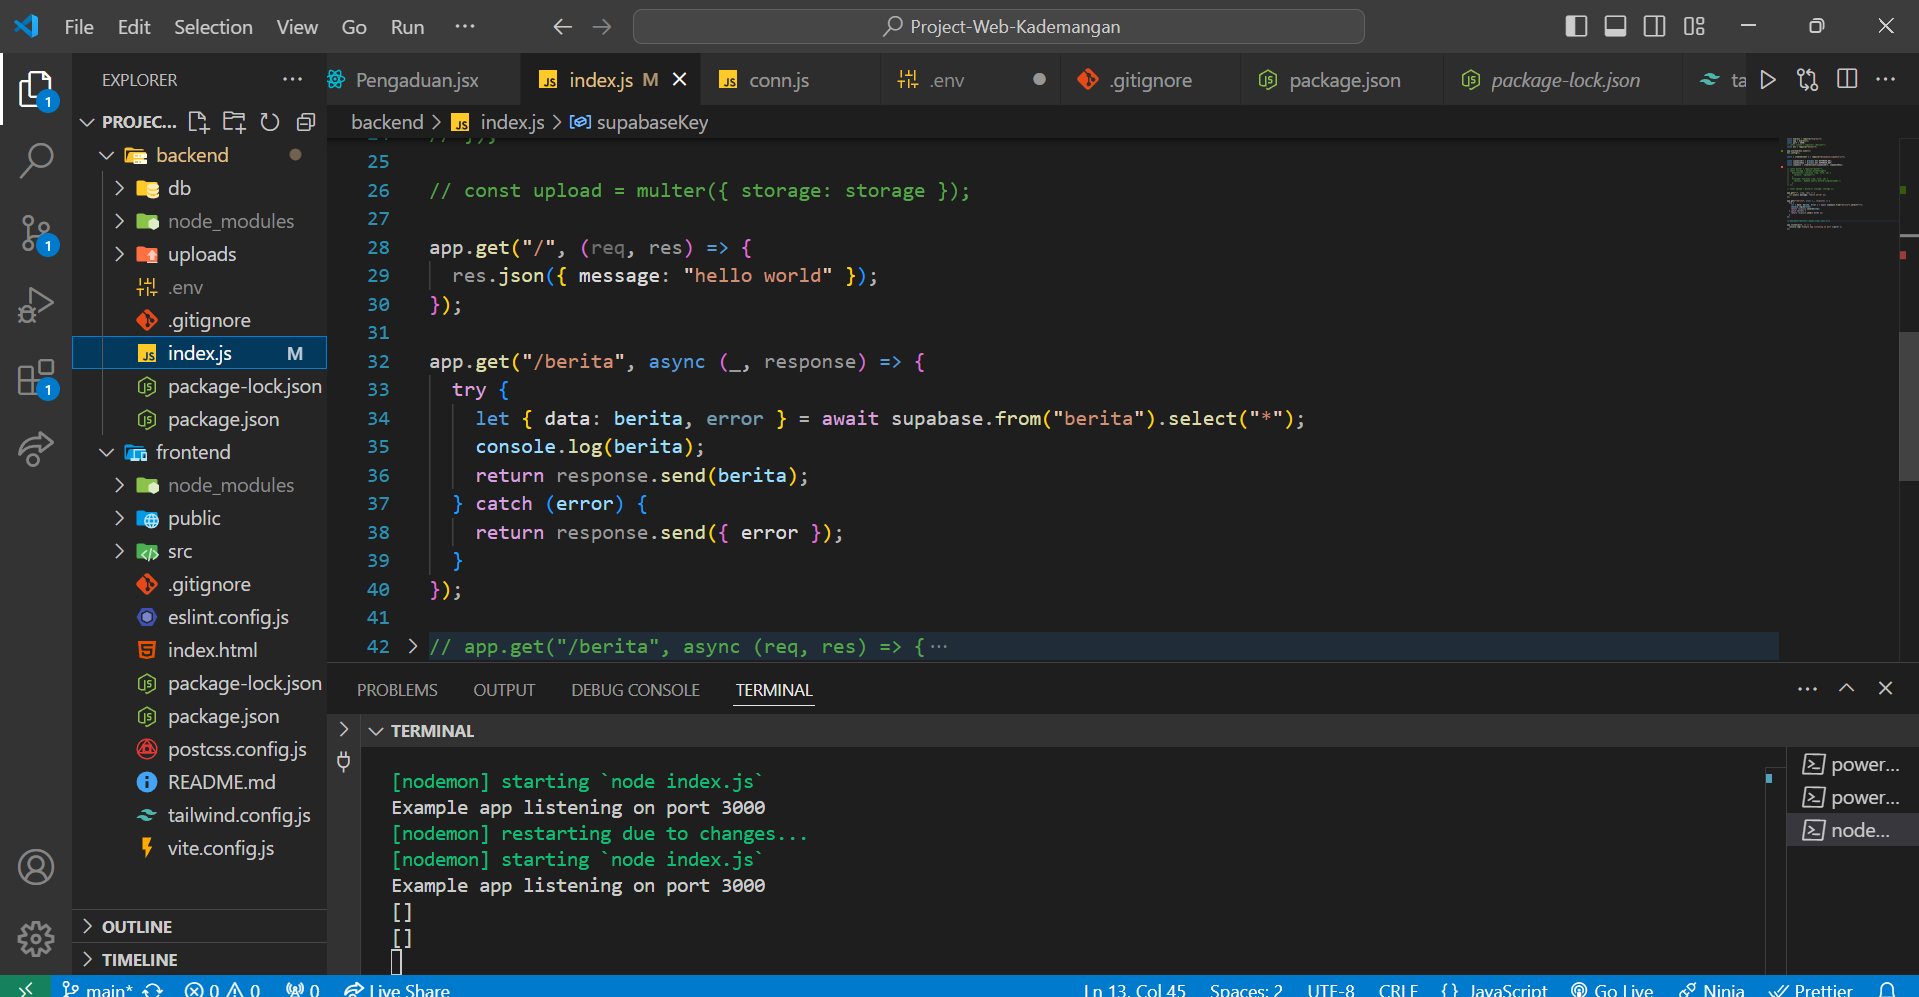 File Edit Selection View Go Run ··· Project-Web-Kademangan
EXPLORER
Pengaduan.jsx index.js M conn.js .env .gitignore package.json package-lock.json ta
backend > index.js > supabaseKey
PROJEC...
backend
db
node_modules
uploads
.env
.gitignore
index.js M
package-lock.json
package.json
frontend
node_modules
public
src
.gitignore
eslint.config.js
index.html
package-lock.json
package.json
postcss.config.js
README.md
tailwind.config.js
vite.config.js
OUTLINE
TIMELINE
25
26 // const upload = multer({ storage: storage });
27
28 app.get("/", (req, res) => {
29 res.json({ message: "hello world" });
30 });
31
32 app.get("/berita", async (_, response) => {
33 try {
34 let { data: berita, error } = await supabase.from("berita").select("*");
35 console.log(berita);
36 return response.send(berita);
37 } catch (error) {
38 return response.send({ error });
39 }
40 });
41
42 // app.get("/berita", async (req, res) => {···
PROBLEMS OUTPUT DEBUG CONSOLE TERMINAL
TERMINAL
[nodemon] starting `node index.js`
Example app listening on port 3000
[nodemon] restarting due to changes...
[nodemon] starting `node index.js`
Example app listening on port 3000
[]
[]
power...
power...
node...
main* 0 0 0 Live Share Ln 13, Col 45 Spaces: 2 UTF-8 CRLF {} JavaScript Go Live Ninja Prettier